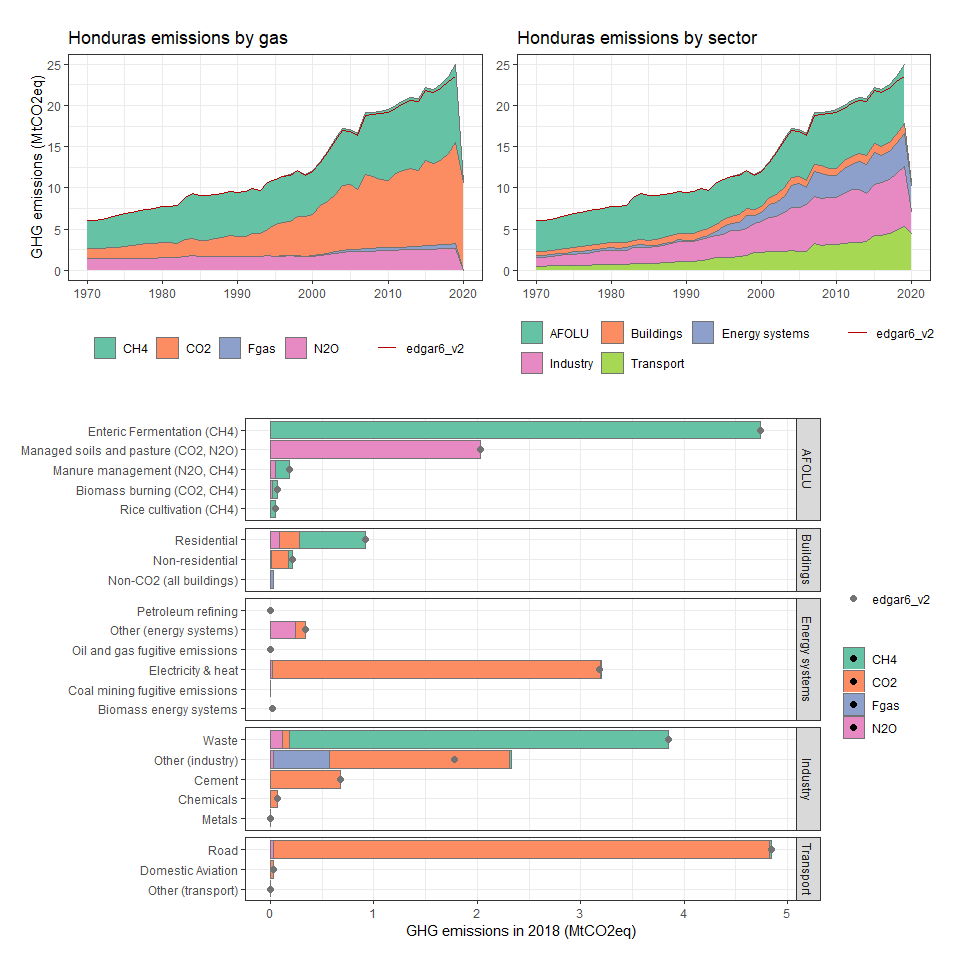 Honduras emissions by gas
Honduras emissions by sector
GHG emissions (MtCO2eq)
25
20
15
10
5
0
1970 1980 1990 2000 2010 2020
25
20
15
10
5
0
1970 1980 1990 2000 2010 2020
CH4 CO2 Fgas N2O edgar6_v2
AFOLU Buildings Energy systems edgar6_v2
Industry Transport
Enteric Fermentation (CH4)
Managed soils and pasture (CO2, N2O)
Manure management (N2O, CH4)
Biomass burning (CO2, CH4)
Rice cultivation (CH4)
AFOLU
Residential
Non-residential
Non-CO2 (all buildings)
Buildings
Petroleum refining
Other (energy systems)
Oil and gas fugitive emissions
Electricity & heat
Coal mining fugitive emissions
Biomass energy systems
Energy systems
Waste
Other (industry)
Cement
Chemicals
Metals
Industry
Road
Domestic Aviation
Other (transport)
Transport
0 1 2 3 4 5
GHG emissions in 2018 (MtCO2eq)
edgar6_v2
CH4
CO2
Fgas
N2O